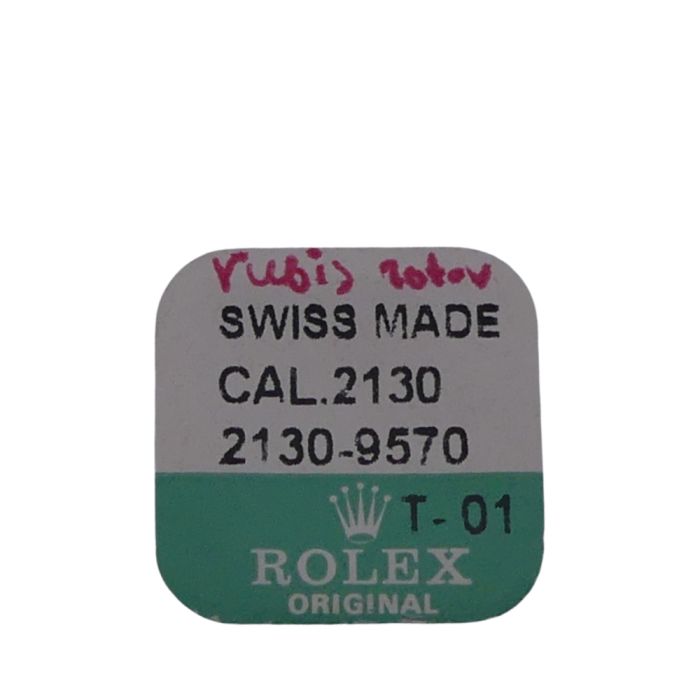 rubis rotor
SWISS MADE
CAL.2130
2130-9570
T-01
ROLEX
ORIGINAL